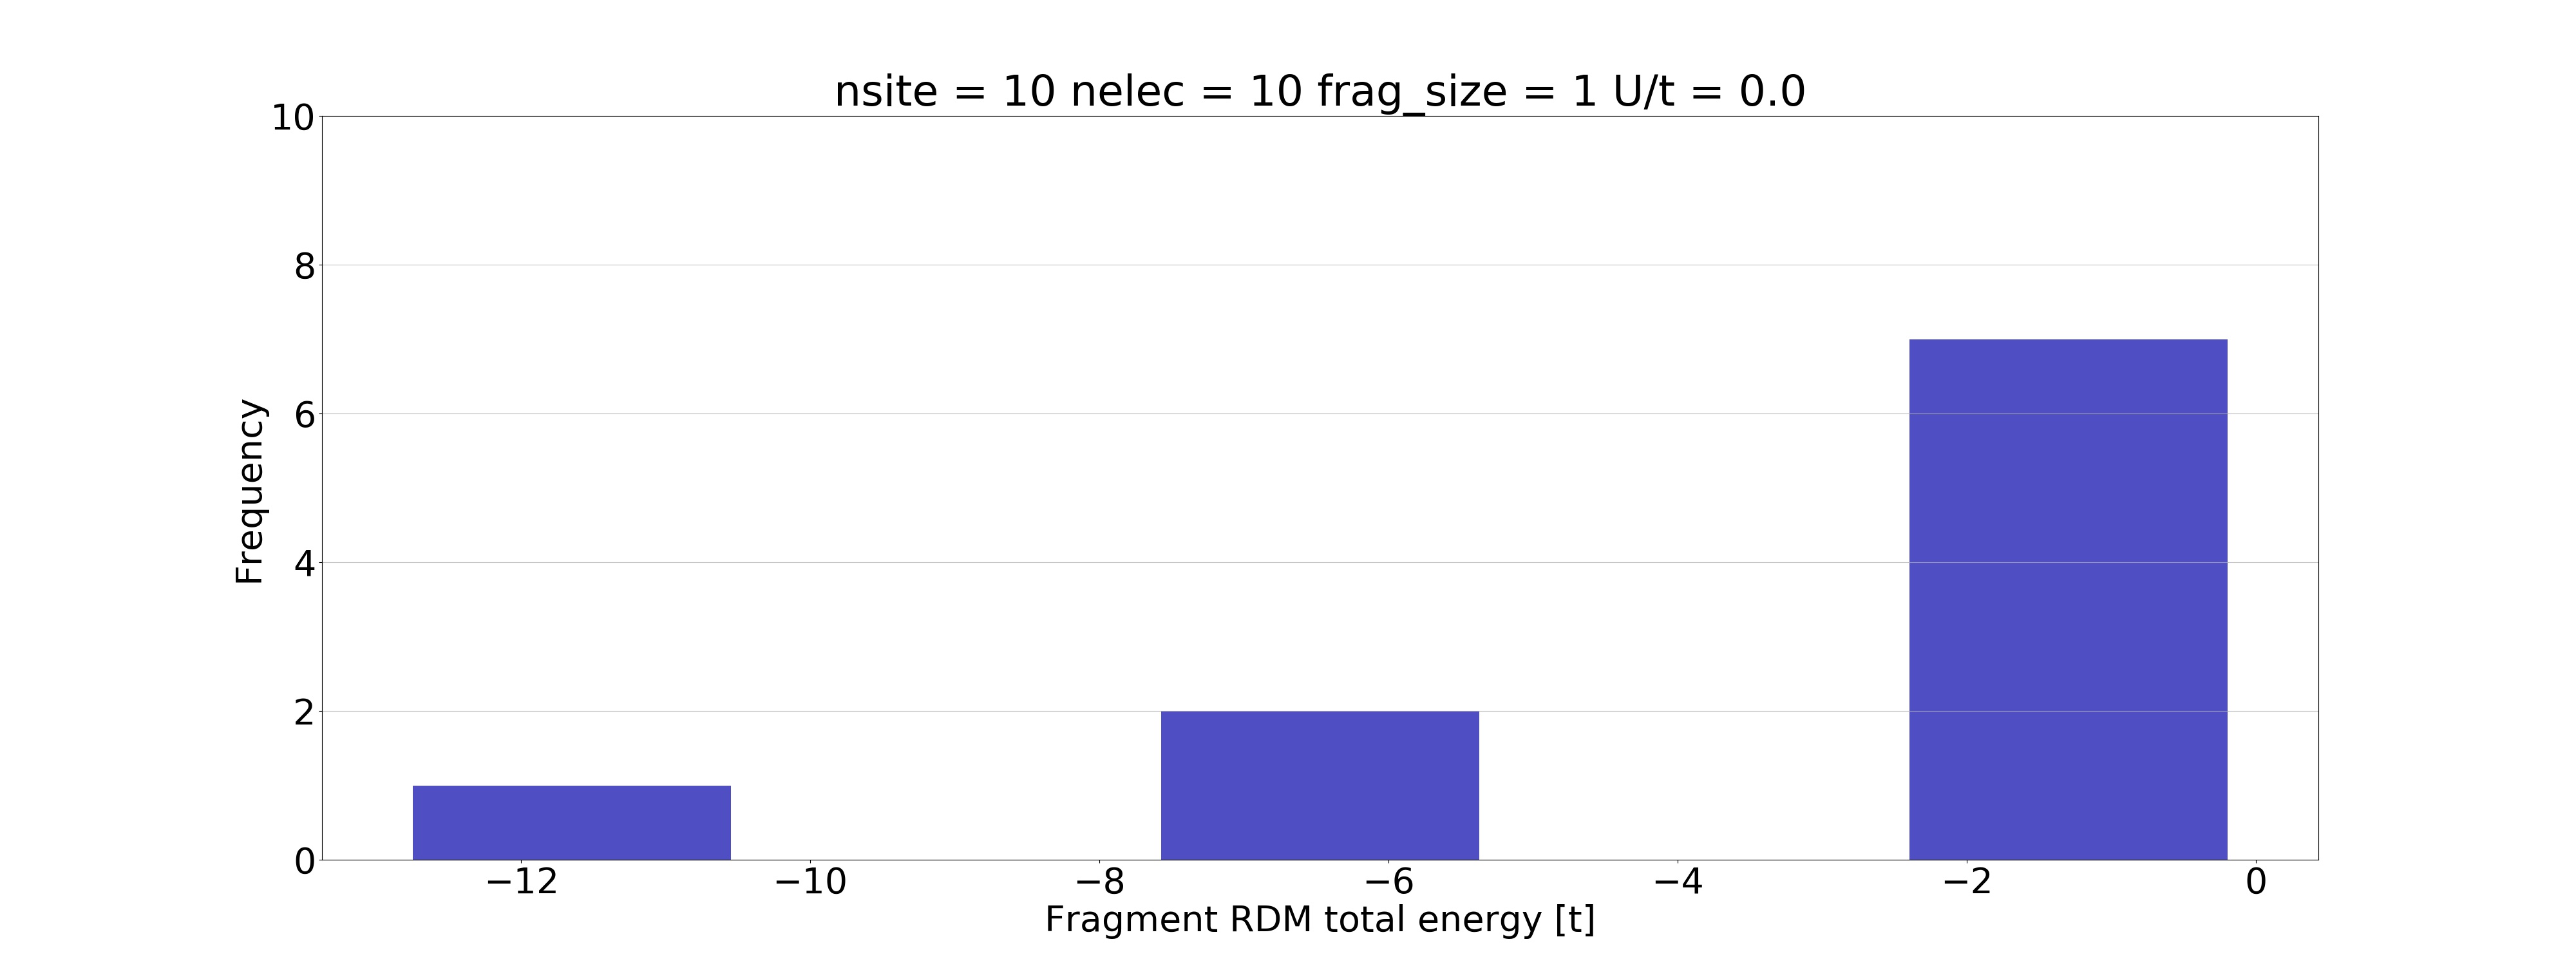 nsite = 10 nelec = 10 frag_size = 1 U/t = 0.0
10
8
6
4
2
0
Frequency
−12 −10 −8 −6 −4 −2 0
Fragment RDM total energy [t]